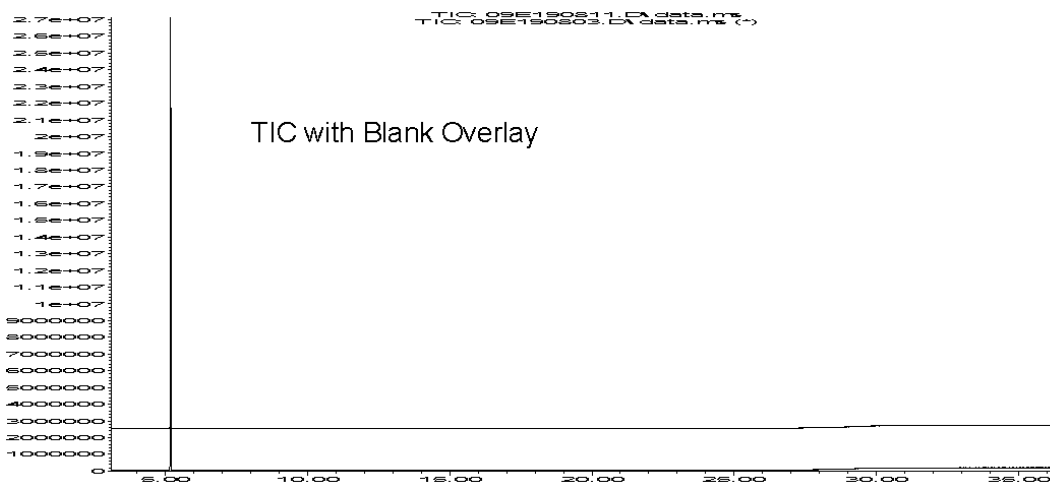 TIC: 09E190811.D\ data.ms
TIC: 09E190803.D\ data.ms (*)
2.7e+07
2.6e+07
2.5e+07
2.4e+07
2.3e+07
2.2e+07
2.1e+07
2e+07
1.9e+07
1.8e+07
1.7e+07
1.6e+07
1.5e+07
1.4e+07
1.3e+07
1.2e+07
1.1e+07
1e+07
9000000
8000000
7000000
6000000
5000000
4000000
3000000
2000000
1000000
0
TIC with Blank Overlay
5.00 10.00 15.00 20.00 25.00 30.00 35.00